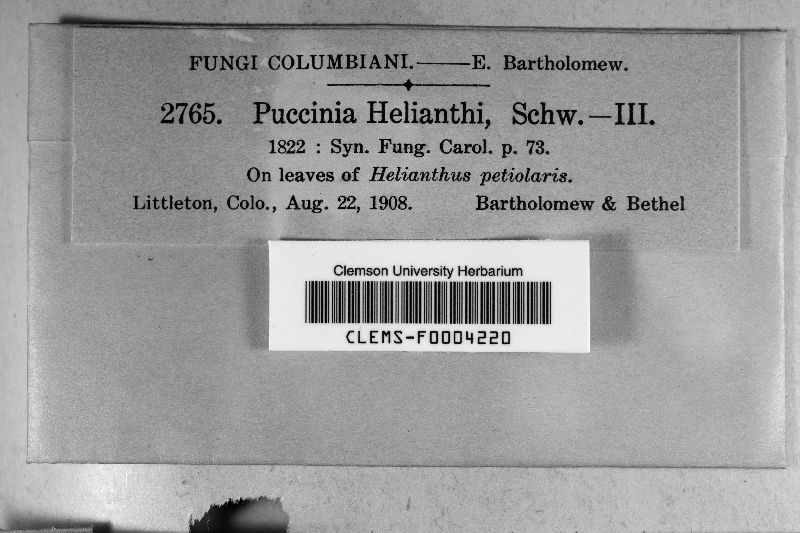 FUNGI COLUMBIANI.——E. Bartholomew.
2765. Puccinia Helianthi, Schw.—III.
1822 : Syn. Fung. Carol. p. 73.
On leaves of Helianthus petiolaris.
Littleton, Colo., Aug. 22, 1908. Bartholomew & Bethel
Clemson University Herbarium
CLEMS-F0004220